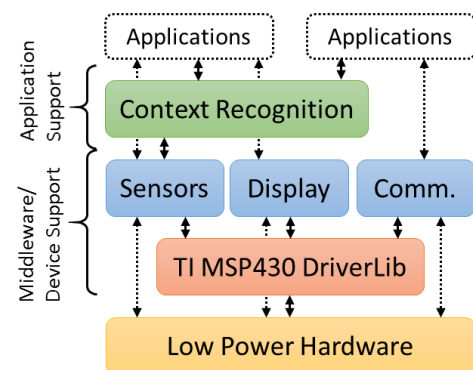 Applications
Applications
Application
Support
Context Recognition
Middleware/
Device Support
Sensors
Display
Comm.
TI MSP430 DriverLib
Low Power Hardware